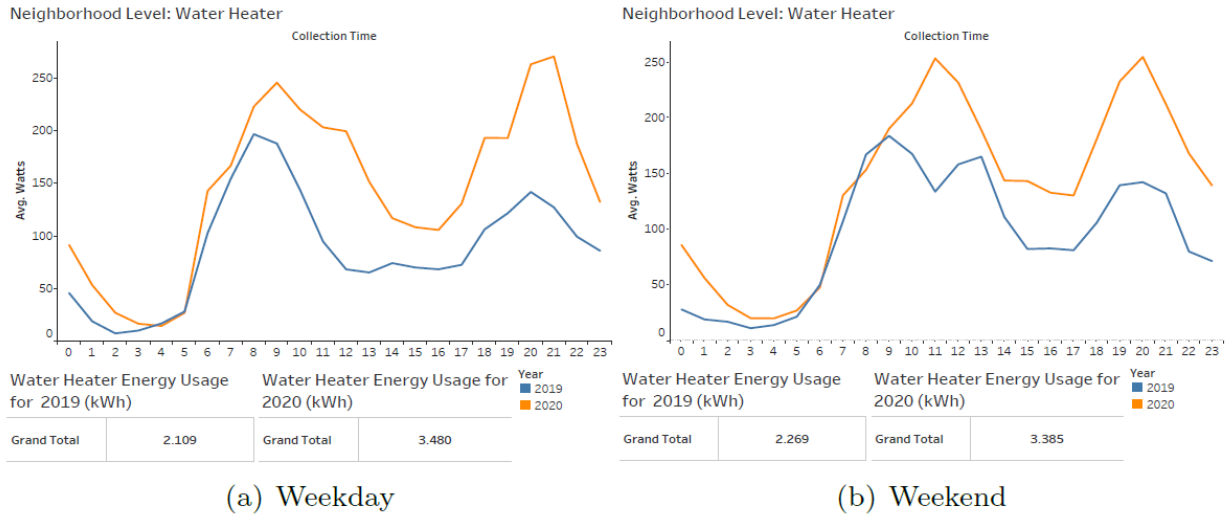 Neighborhood Level: Water Heater
Collection Time
Avg. Watts
250
200
150
100
50
0
0 1 2 3 4 5 6 7 8 9 10 11 12 13 14 15 16 17 18 19 20 21 22 23
Water Heater Energy Usage
for 2019 (kWh)
Grand Total 2.109
Water Heater Energy Usage for
2020 (kWh)
Grand Total 3.480
Year
2019
2020
(a) Weekday
Neighborhood Level: Water Heater
Collection Time
Avg. Watts
250
200
150
100
50
0
0 1 2 3 4 5 6 7 8 9 10 11 12 13 14 15 16 17 18 19 20 21 22 23
Water Heater Energy Usage
for 2019 (kWh)
Grand Total 2.269
Water Heater Energy Usage for
2020 (kWh)
Grand Total 3.385
Year
2019
2020
(b) Weekend